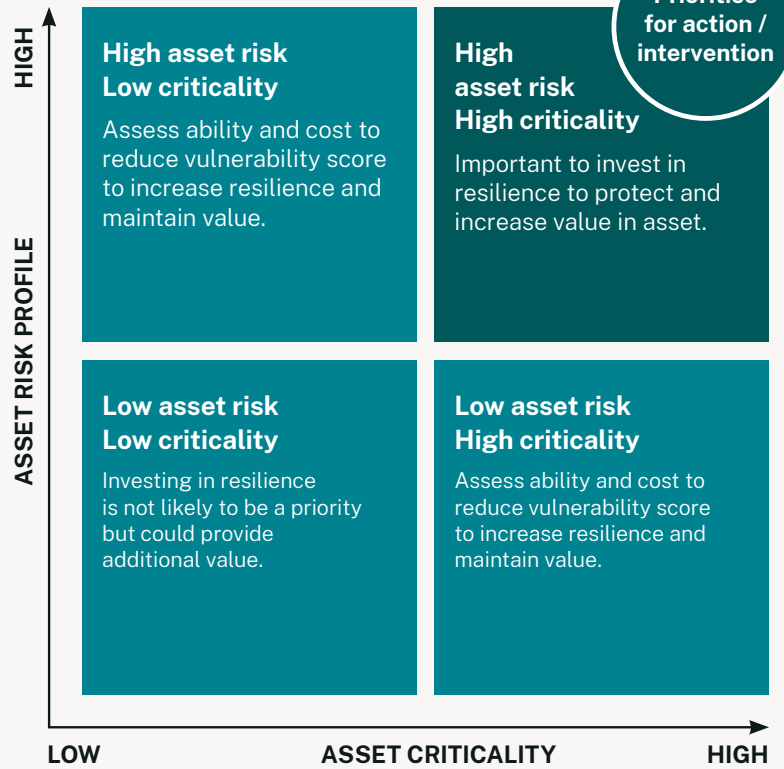 Priorities
for action /
intervention
HIGH
High asset risk
Low criticality
Assess ability and cost to
reduce vulnerability score
to increase resilience and
maintain value.
High
asset risk
High criticality
Important to invest in
resilience to protect and
increase value in asset.
ASSET RISK PROFILE
Low asset risk
Low criticality
Investing in resilience
is not likely to be a priority
but could provide
additional value.
Low asset risk
High criticality
Assess ability and cost to
reduce vulnerability score
to increase resilience and
maintain value.
LOW
ASSET CRITICALITY
HIGH